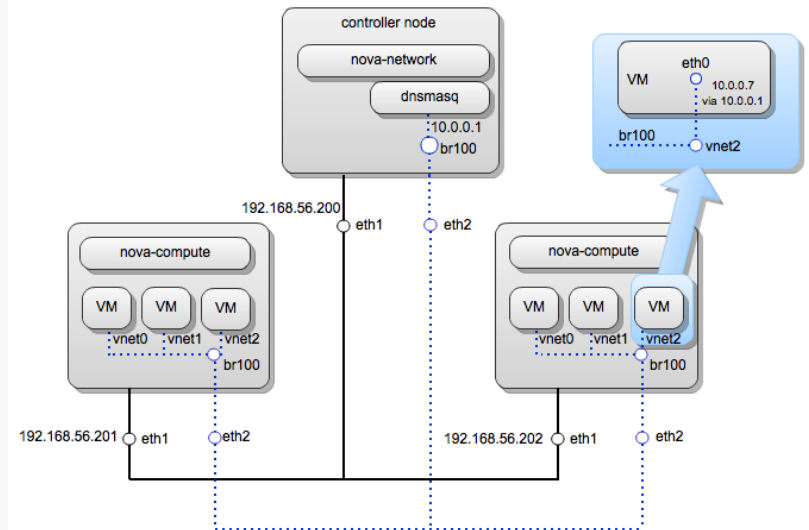 controller node
nova-network
dnsmasq
10.0.0.1
br100
192.168.56.200
eth1
eth2
eth0
VM
10.0.0.7
via 10.0.0.1
br100
vnet2
nova-compute
VM
VM
VM
vnet0
vnet1
vnet2
br100
192.168.56.201
eth1
eth2
nova-compute
VM
VM
VM
vnet0
vnet1
vnet2
br100
192.168.56.202
eth1
eth2